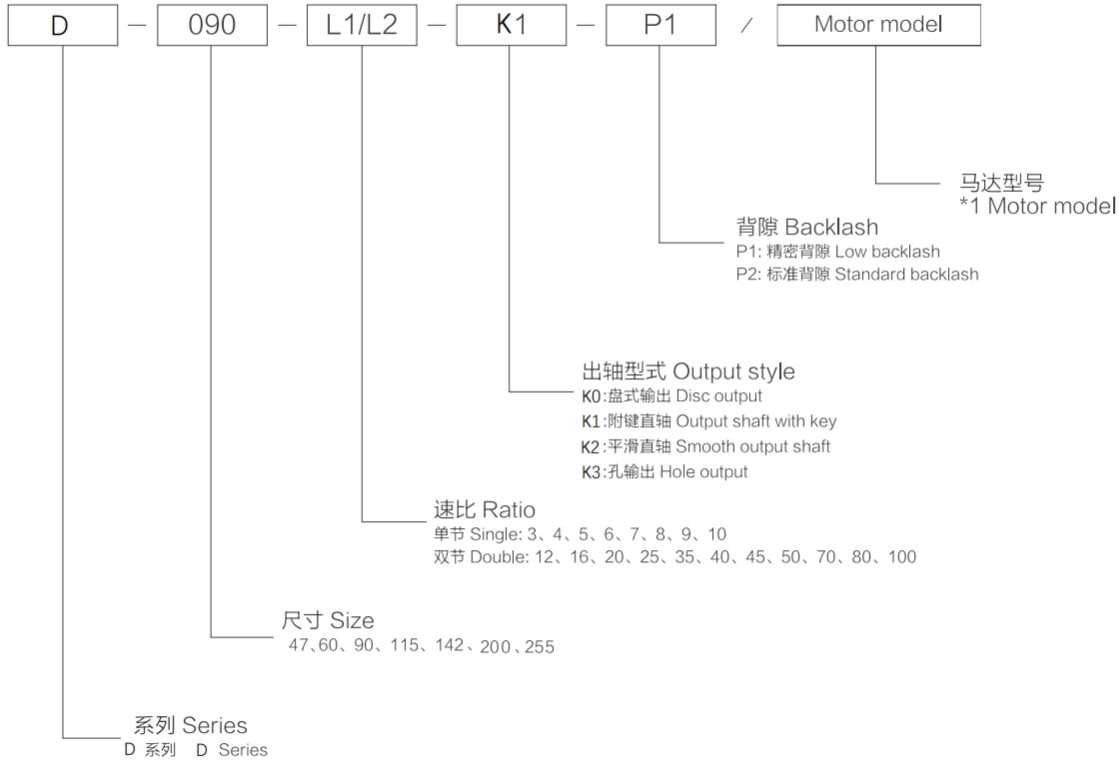 D — 090 — L1/L2 — K1 — P1 / Motor model
马达型号
*1 Motor model
背隙 Backlash
P1: 精密背隙 Low backlash
P2: 标准背隙 Standard backlash
出轴型式 Output style
K0:盘式输出 Disc output
K1:附键直轴 Output shaft with key
K2:平滑直轴 Smooth output shaft
K3:孔输出 Hole output
速比 Ratio
单节 Single: 3、4、5、6、7、8、9、10
双节 Double: 12、16、20、25、35、40、45、50、70、80、100
尺寸 Size
47、60、90、115、142、200、255
系列 Series
D 系列 D Series